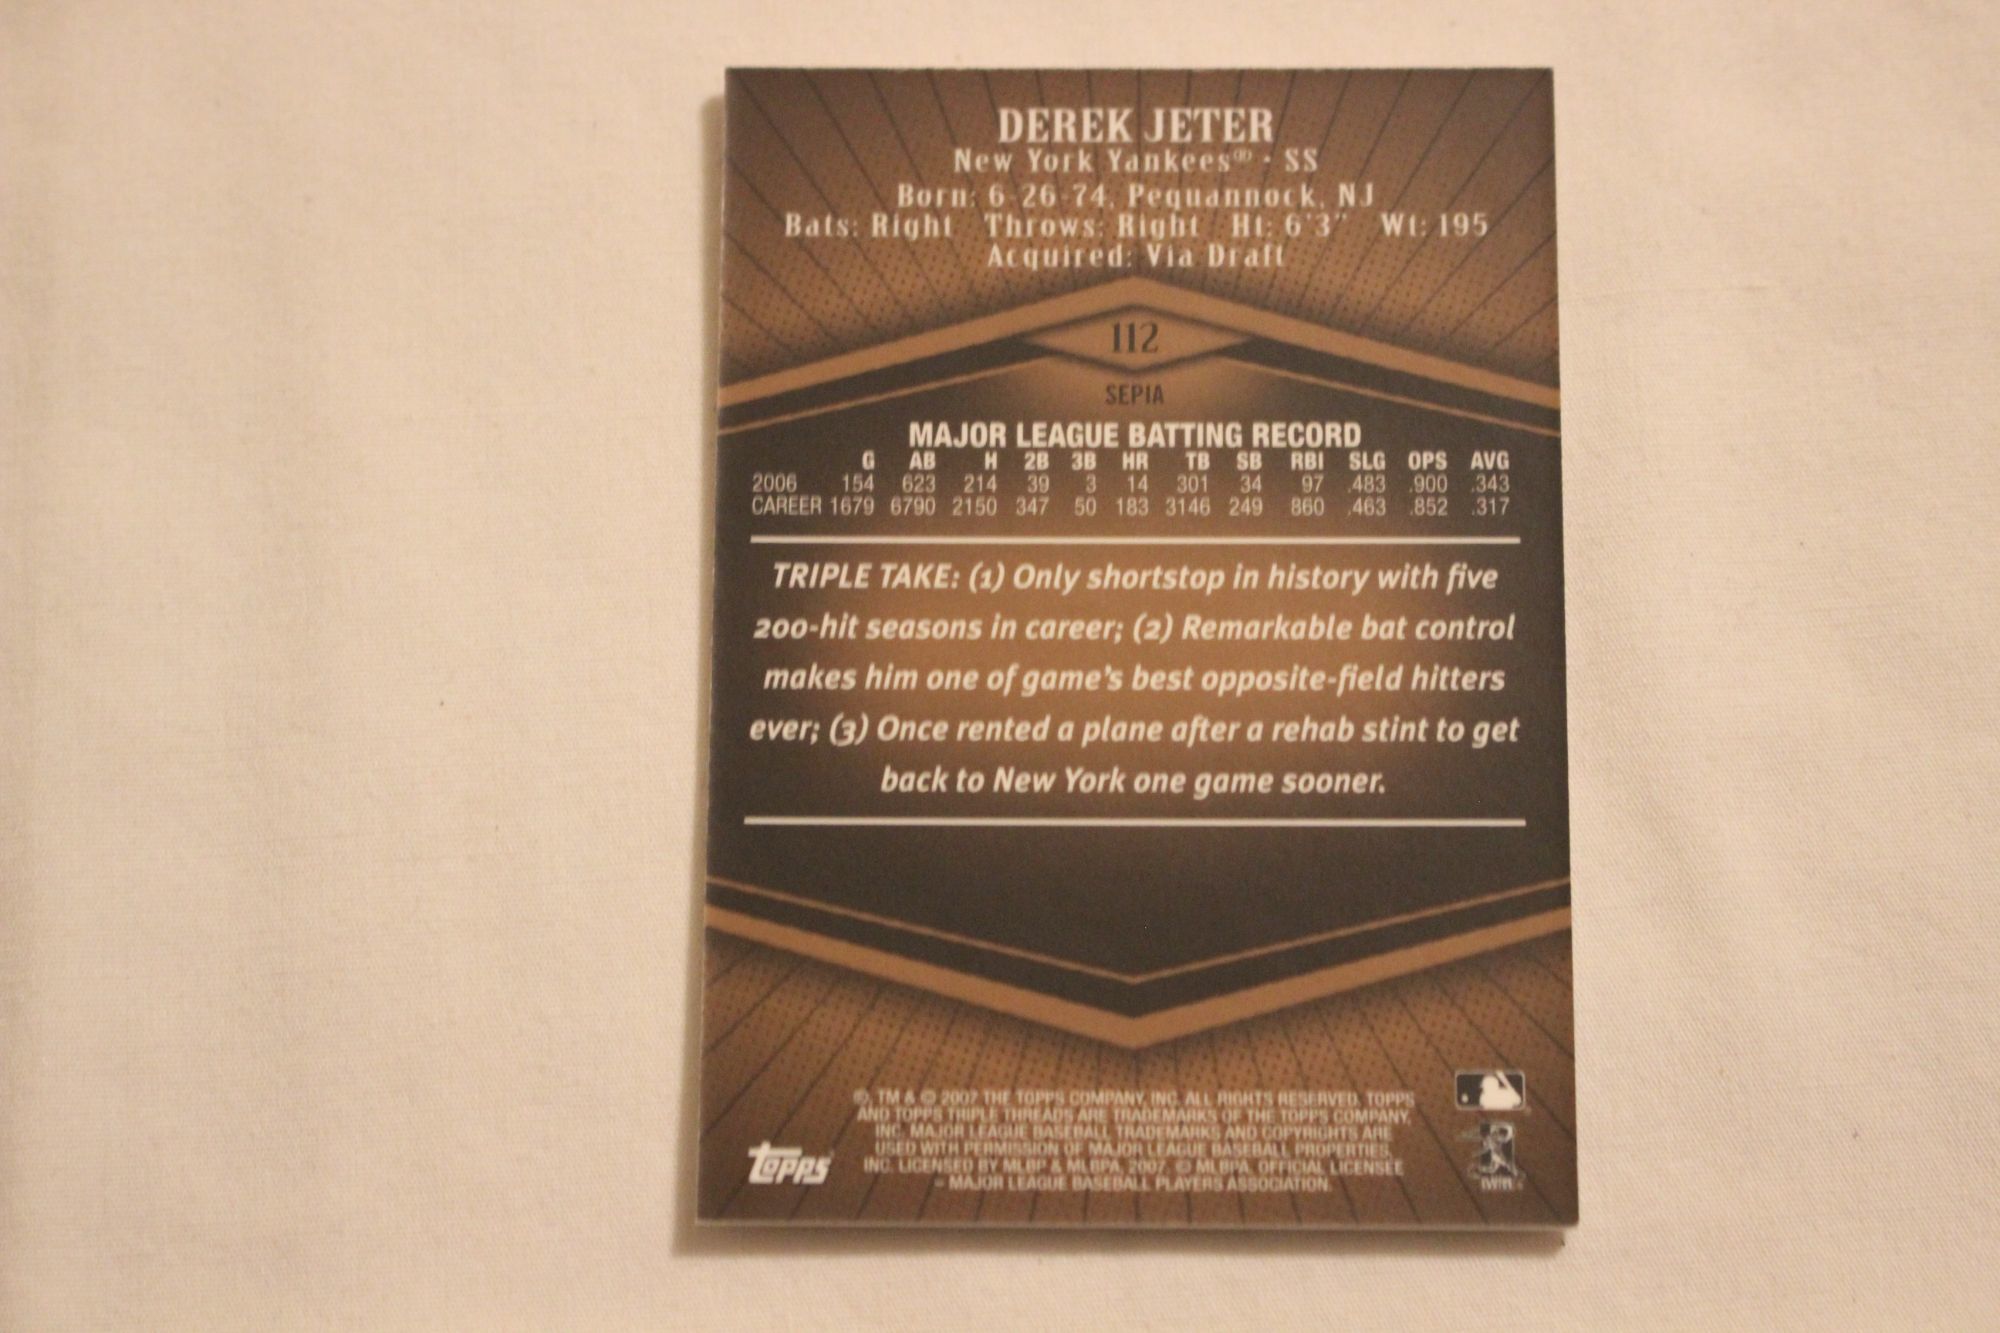 DEREK JETER
New York Yankees® • SS
Born: 6-26-74, Pequannock, NJ
Bats: Right Throws: Right Ht: 6'3" Wt: 195
Acquired: Via Draft
112
SEPIA
MAJOR LEAGUE BATTING RECORD
G AB H 2B 3B HR TB SB RBI SLG OPS AVG
2006 154 623 214 39 3 14 301 34 97 .483 .900 .343
CAREER 1679 6790 2150 347 50 183 3146 249 860 .463 .852 .317
TRIPLE TAKE: (1) Only shortstop in history with five
200-hit seasons in career; (2) Remarkable bat control
makes him one of game's best opposite-field hitters
ever; (3) Once rented a plane after a rehab stint to get
back to New York one game sooner.
®, TM & © 2007 THE TOPPS COMPANY, INC. ALL RIGHTS RESERVED. TOPPS
AND TOPPS TRIPLE THREADS ARE TRADEMARKS OF THE TOPPS COMPANY,
INC. MAJOR LEAGUE BASEBALL TRADEMARKS AND COPYRIGHTS ARE
USED WITH PERMISSION OF MAJOR LEAGUE BASEBALL PROPERTIES,
INC. LICENSED BY MLBP & MLBPA, 2007. © MLBPA, OFFICIAL LICENSEE
– MAJOR LEAGUE BASEBALL PLAYERS ASSOCIATION.
topps